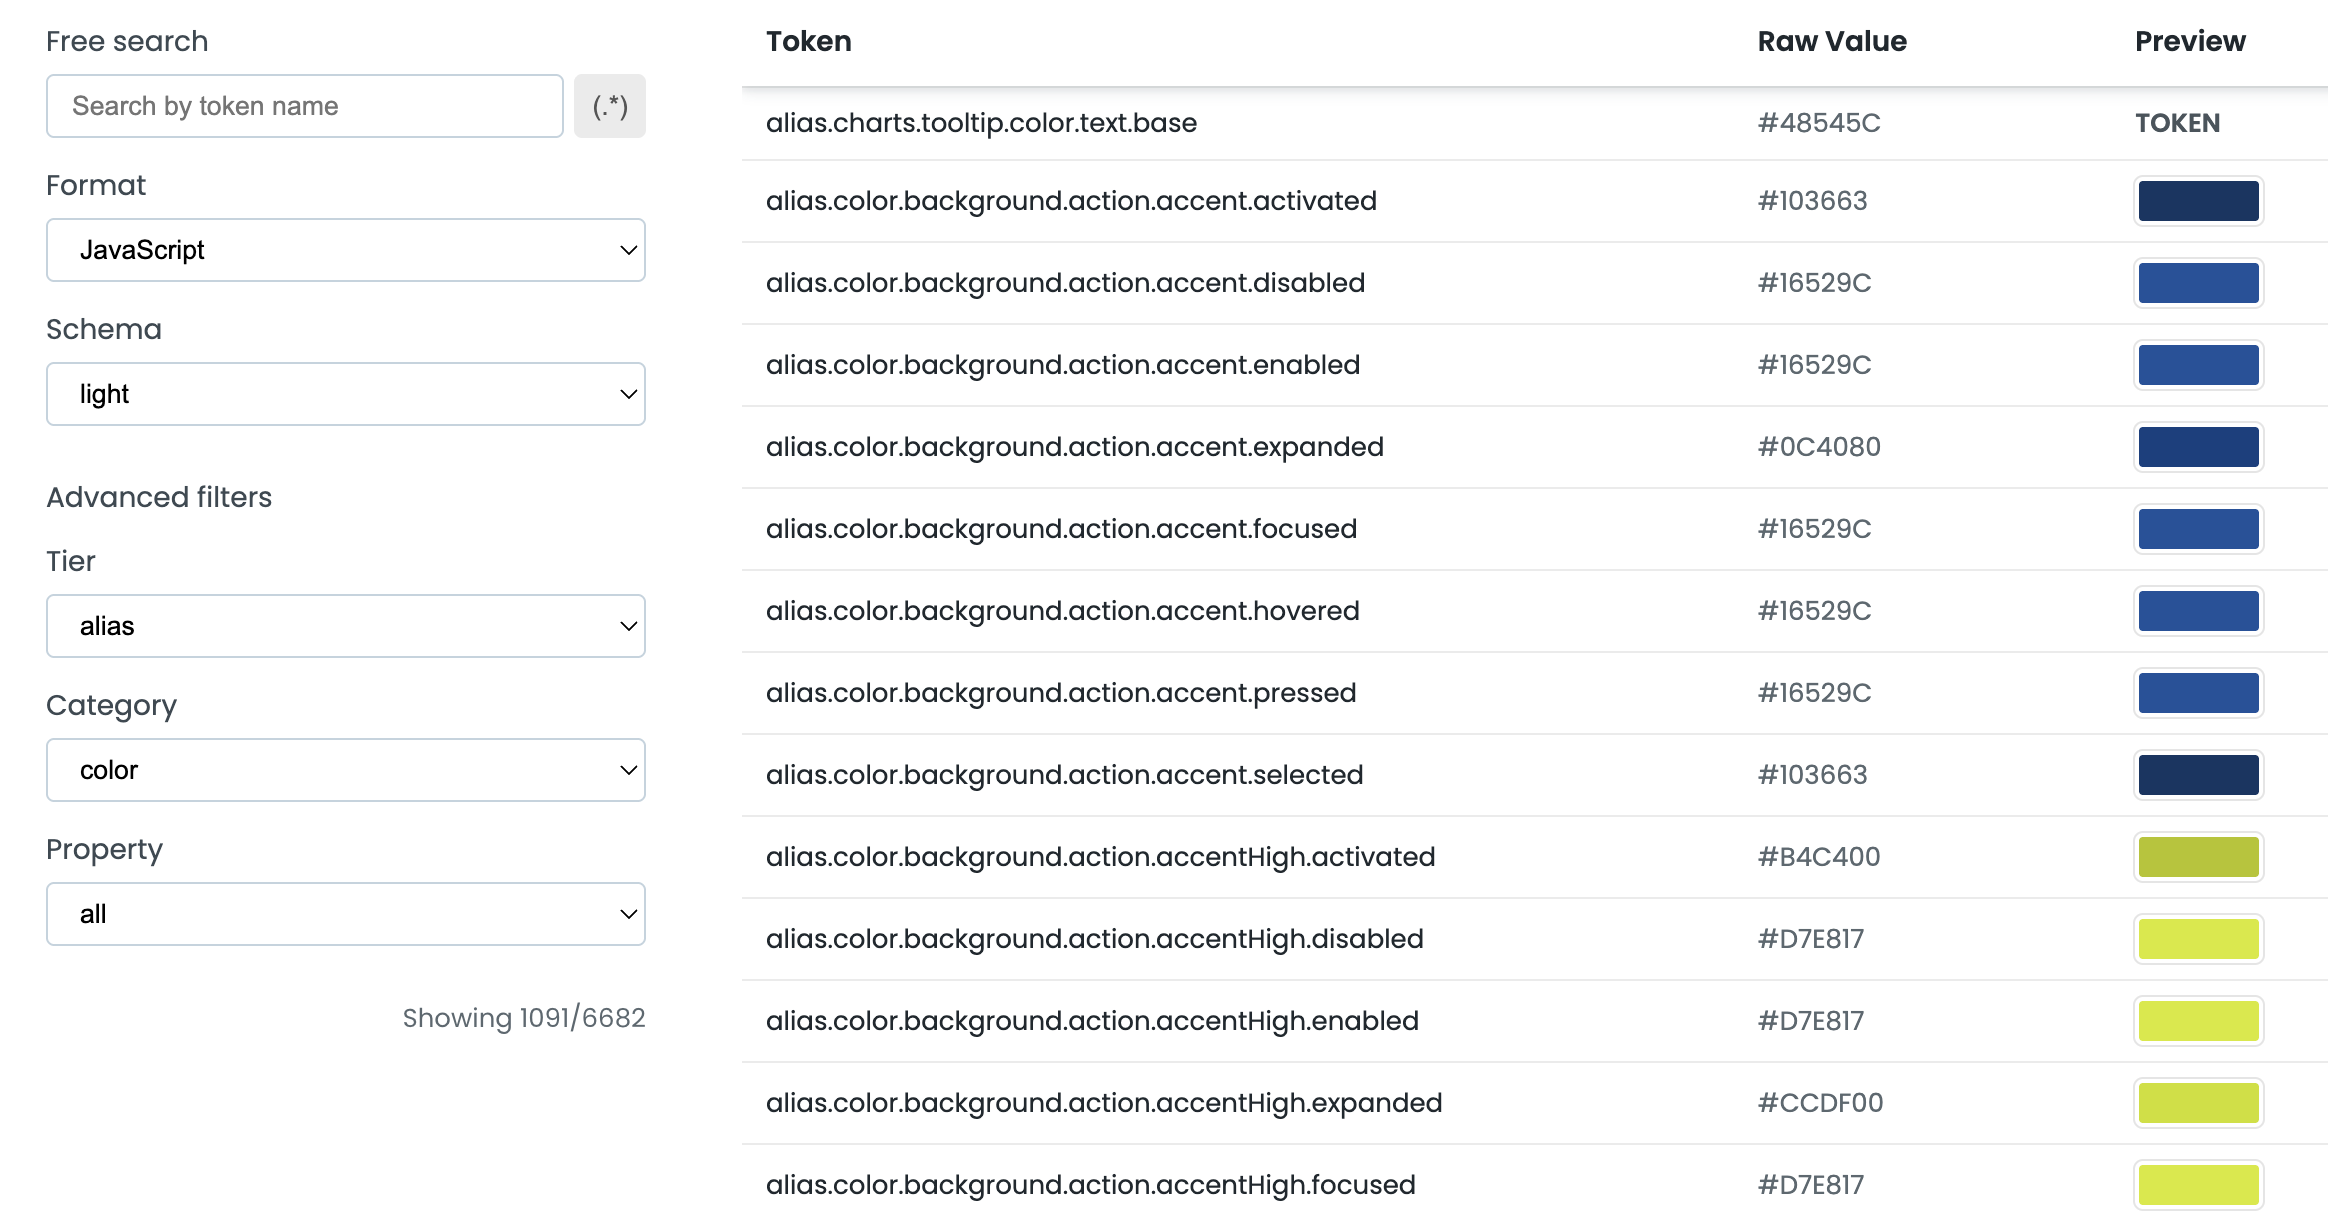 Free search
Search by token name
(.*)
Format
JavaScript
Schema
light
Advanced filters
Tier
alias
Category
color
Property
all
Showing 1091/6682
Token Raw Value Preview
alias.charts.tooltip.color.text.base #48545C TOKEN
alias.color.background.action.accent.activated #103663
alias.color.background.action.accent.disabled #16529C
alias.color.background.action.accent.enabled #16529C
alias.color.background.action.accent.expanded #0C4080
alias.color.background.action.accent.focused #16529C
alias.color.background.action.accent.hovered #16529C
alias.color.background.action.accent.pressed #16529C
alias.color.background.action.accent.selected #103663
alias.color.background.action.accentHigh.activated #B4C400
alias.color.background.action.accentHigh.disabled #D7E817
alias.color.background.action.accentHigh.enabled #D7E817
alias.color.background.action.accentHigh.expanded #CCDF00
alias.color.background.action.accentHigh.focused #D7E817